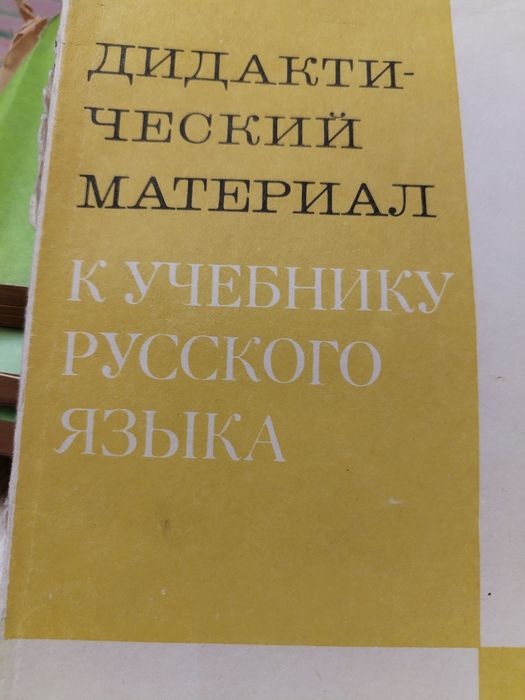 ДИДАКТИ-
ЧЕСКИЙ
МАТЕРИАЛ
К УЧЕБНИКУ
РУССКОГО
ЯЗЫКА